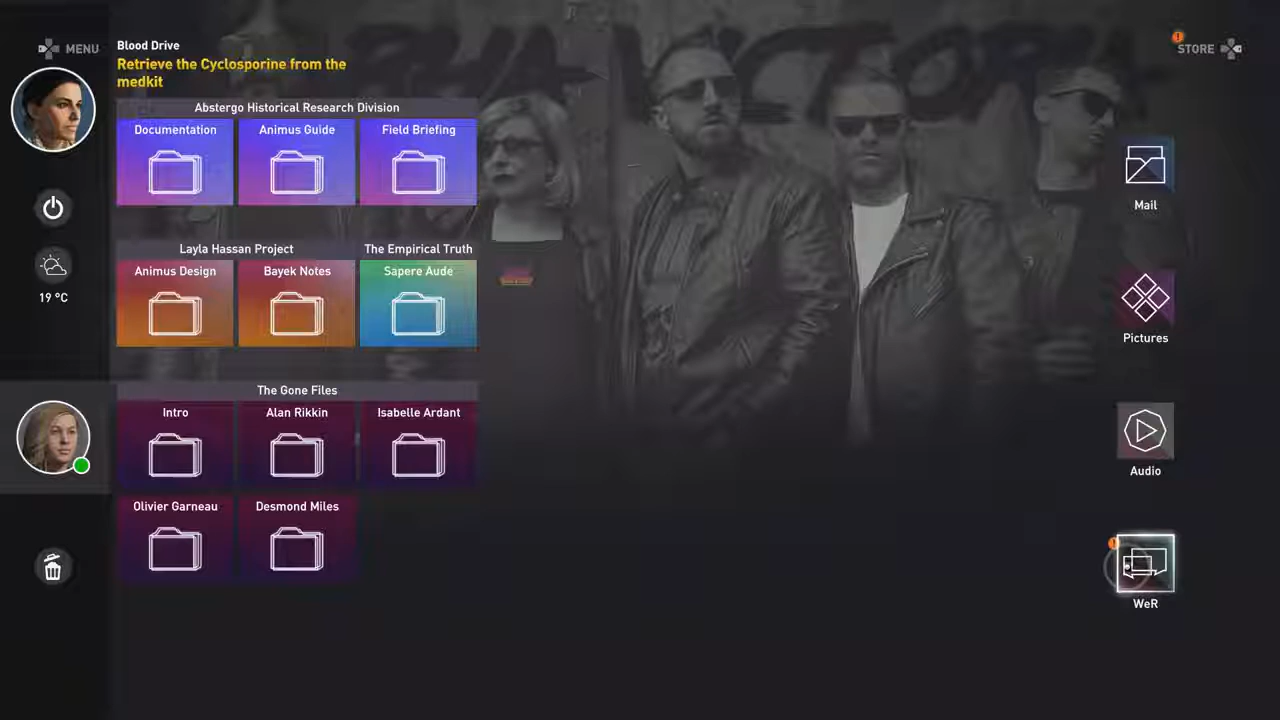 MENU
Blood Drive
Retrieve the Cyclosporine from the
medkit
STORE
Abstergo Historical Research Division
Documentation
Animus Guide
Field Briefing
Layla Hassan Project
The Empirical Truth
Animus Design
Bayek Notes
Sapere Aude
19 °C
The Gone Files
Intro
Alan Rikkin
Isabelle Ardant
Olivier Garneau
Desmond Miles
Mail
Pictures
Audio
WeR